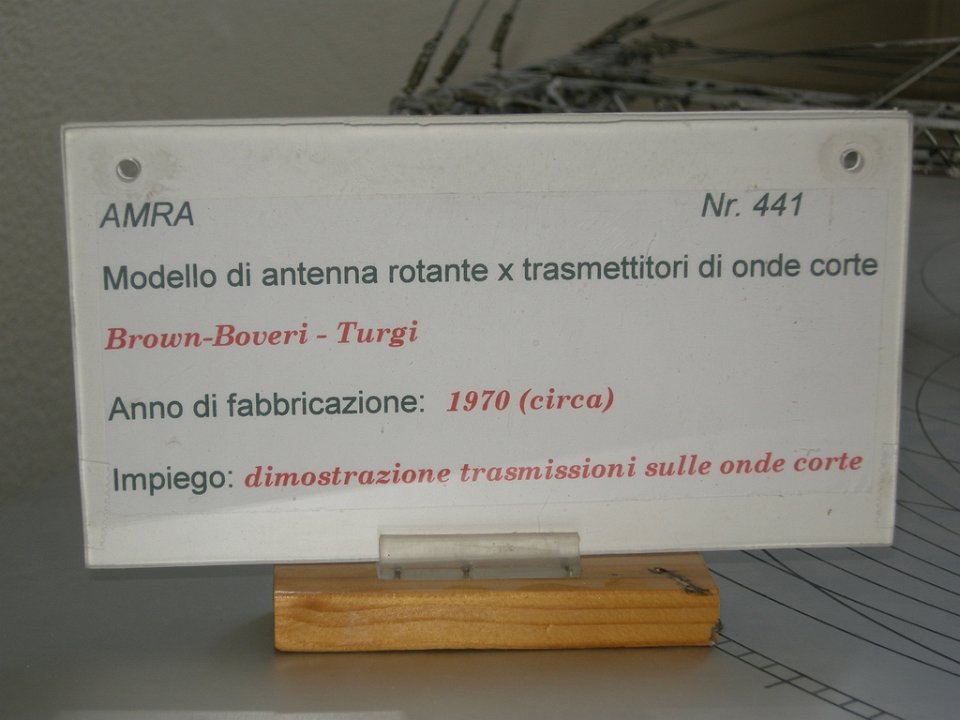 AMRA Nr. 441
Modello di antenna rotante x trasmettitori di onde corte
Brown-Boveri - Turgi
Anno di fabbricazione: 1970 (circa)
Impiego: dimostrazione trasmissioni sulle onde corte